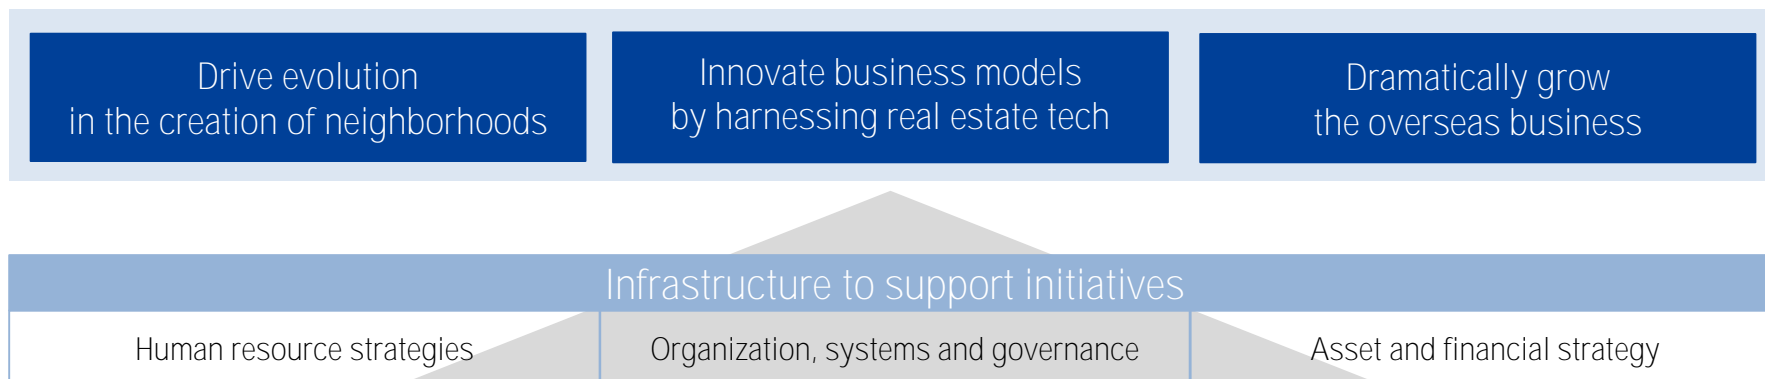 Drive evolution
in the creation of neighborhoods
Innovate business models
by harnessing real estate tech
Dramatically grow
the overseas business
Infrastructure to support initiatives
Human resource strategies
Organization, systems and governance
Asset and financial strategy